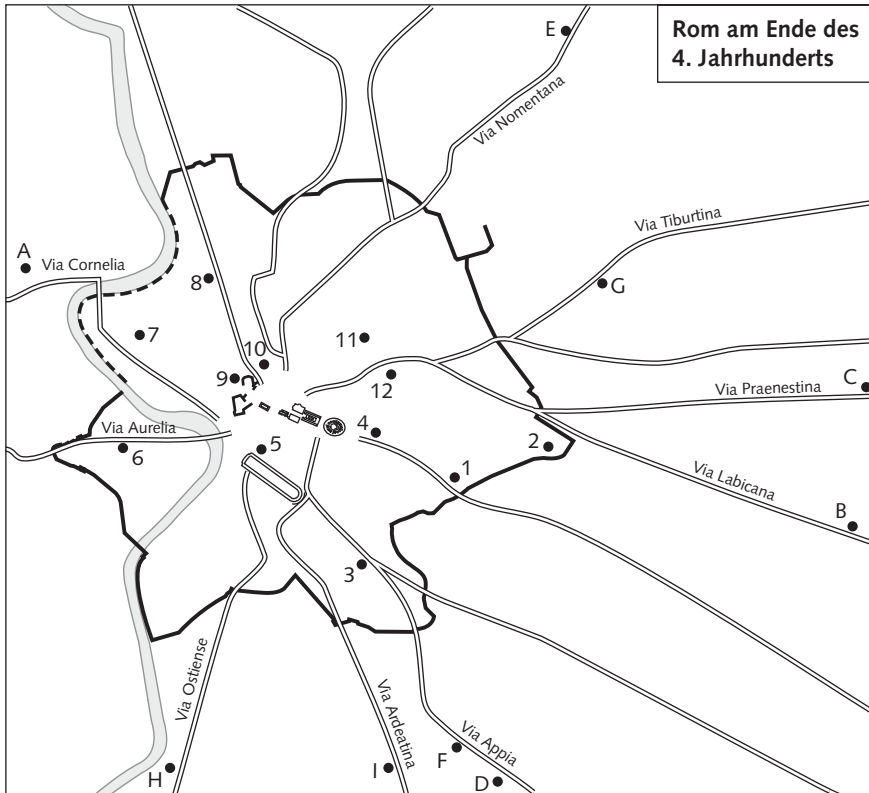 Rom am Ende des
4. Jahrhunderts
E
Via Nomentana
Via Tiburtina
A
Via Cornelia
8
G
7
11
10
9
12
C
Via Praenestina
Via Aurelia
4
6
5
2
1
Via Labicana
B
3
Via Ostiense
Via Ardeatina
Via Appia
F
H
I
D